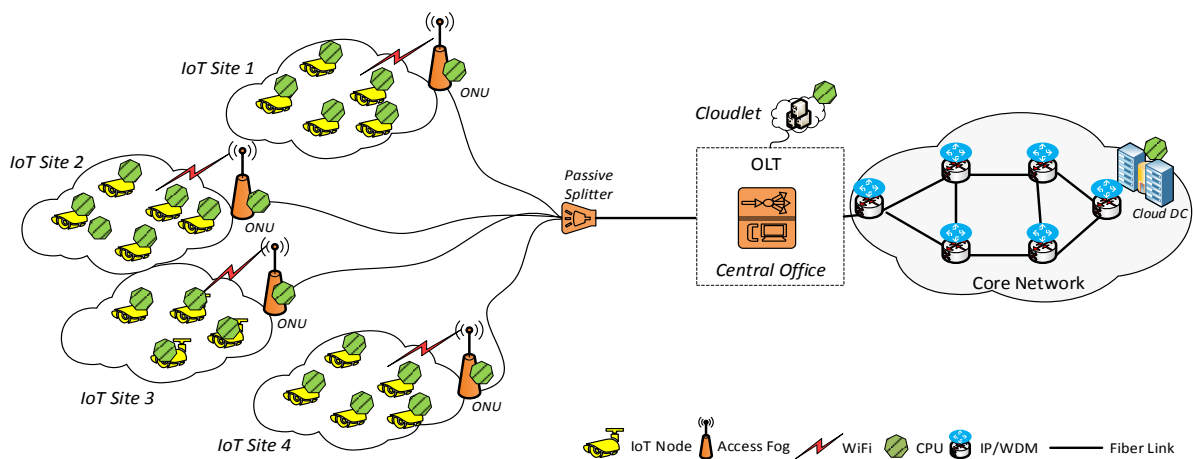 IoT Site 1
ONU
IoT Site 2
ONU
IoT Site 3
ONU
IoT Site 4
ONU
Passive
Splitter
Cloudlet
OLT
Central Office
Cloud DC
Core Network
IoT Node
Access Fog
WiFi
CPU
IP/WDM
Fiber Link